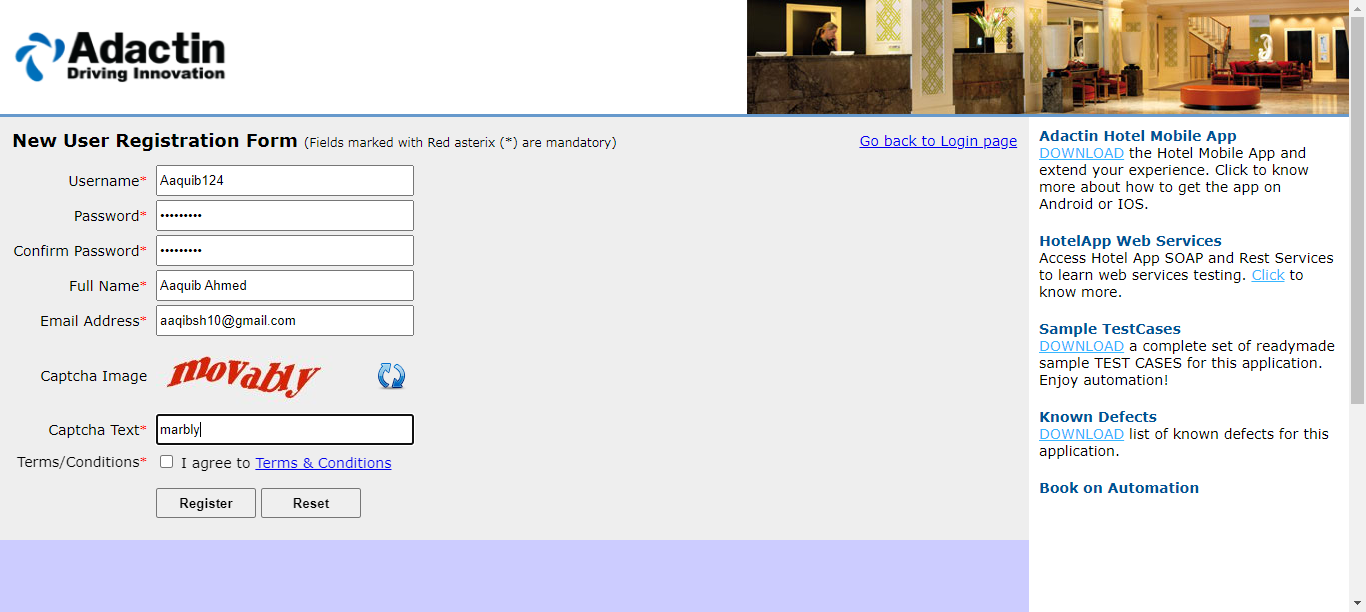 Adactin
Driving Innovation
New User Registration Form (Fields marked with Red asterix (*) are mandatory)
Go back to Login page
Username* Aaquib124
Password* •••••••••
Confirm Password* •••••••••
Full Name* Aaquib Ahmed
Email Address* aaqibsh10@gmail.com
Captcha Image movably
Captcha Text* marbly
Terms/Conditions* I agree to Terms & Conditions
Register Reset
Adactin Hotel Mobile App
DOWNLOAD the Hotel Mobile App and
extend your experience. Click to know
more about how to get the app on
Android or IOS.
HotelApp Web Services
Access Hotel App SOAP and Rest Services
to learn web services testing. Click to
know more.
Sample TestCases
DOWNLOAD a complete set of readymade
sample TEST CASES for this application.
Enjoy automation!
Known Defects
DOWNLOAD list of known defects for this
application.
Book on Automation